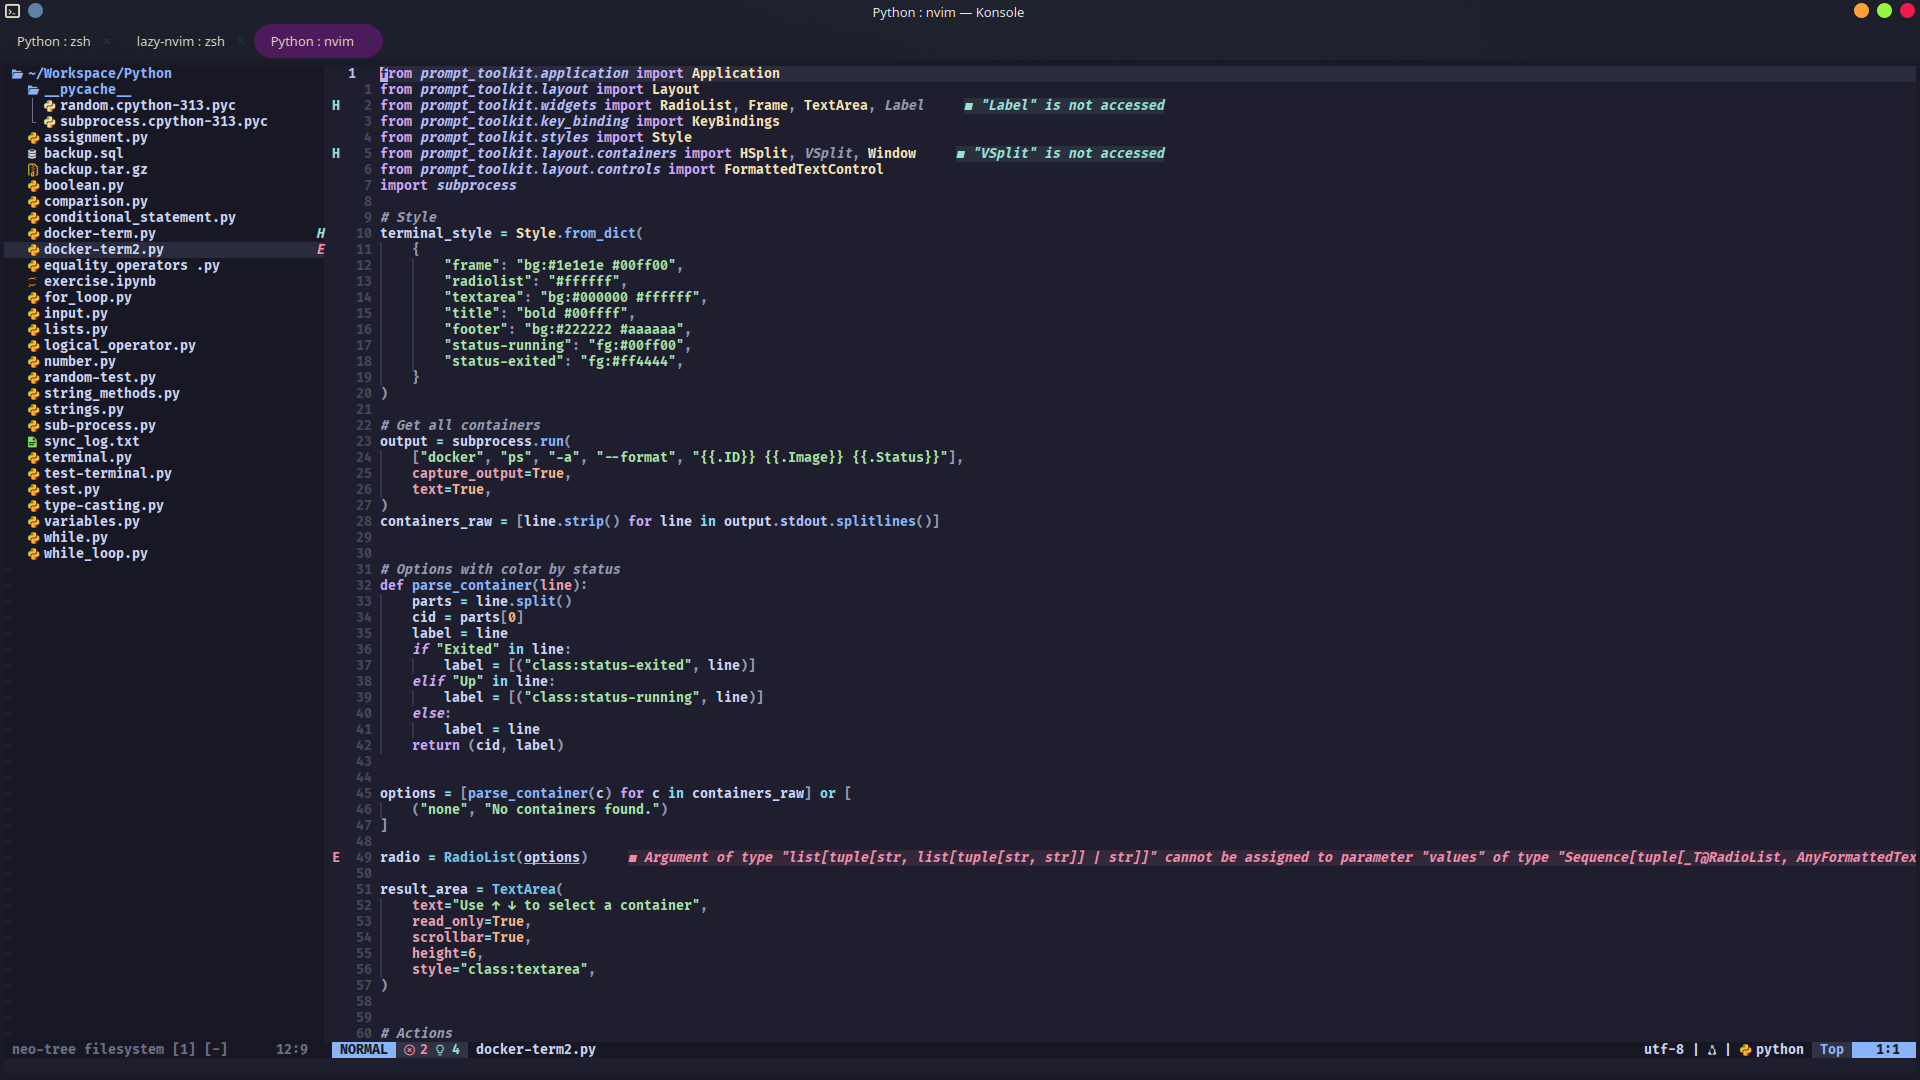 Python : nvim — Konsole
Python : zsh × lazy-nvim : zsh × Python : nvim ×
~/Workspace/Python
__pycache__
random.cpython-313.pyc
subprocess.cpython-313.pyc
assignment.py
backup.sql
backup.tar.gz
boolean.py
comparison.py
conditional_statement.py
docker-term.py H
docker-term2.py E
equality_operators .py
exercise.ipynb
for_loop.py
input.py
lists.py
logical_operator.py
number.py
random-test.py
string_methods.py
strings.py
sub-process.py
sync_log.txt
terminal.py
test-terminal.py
test.py
type-casting.py
variables.py
while.py
while_loop.py
neo-tree filesystem [1] [-] 12:9
1 from prompt_toolkit.application import Application
1 from prompt_toolkit.layout import Layout
H 2 from prompt_toolkit.widgets import RadioList, Frame, TextArea, Label ■ "Label" is not accessed
3 from prompt_toolkit.key_binding import KeyBindings
4 from prompt_toolkit.styles import Style
H 5 from prompt_toolkit.layout.containers import HSplit, VSplit, Window ■ "VSplit" is not accessed
6 from prompt_toolkit.layout.controls import FormattedTextControl
7 import subprocess
8
9 # Style
10 terminal_style = Style.from_dict(
11 {
12 "frame": "bg:#1e1e1e #00ff00",
13 "radiolist": "#ffffff",
14 "textarea": "bg:#000000 #ffffff",
15 "title": "bold #00ffff",
16 "footer": "bg:#222222 #aaaaaa",
17 "status-running": "fg:#00ff00",
18 "status-exited": "fg:#ff4444",
19 }
20 )
21
22 # Get all containers
23 output = subprocess.run(
24 ["docker", "ps", "-a", "--format", "{{.ID}} {{.Image}} {{.Status}}"],
25 capture_output=True,
26 text=True,
27 )
28 containers_raw = [line.strip() for line in output.stdout.splitlines()]
29
30
31 # Options with color by status
32 def parse_container(line):
33 parts = line.split()
34 cid = parts[0]
35 label = line
36 if "Exited" in line:
37 label = [("class:status-exited", line)]
38 elif "Up" in line:
39 label = [("class:status-running", line)]
40 else:
41 label = line
42 return (cid, label)
43
44
45 options = [parse_container(c) for c in containers_raw] or [
46 ("none", "No containers found.")
47 ]
48
E 49 radio = RadioList(options) ■ Argument of type "list[tuple[str, list[tuple[str, str]] | str]]" cannot be assigned to parameter "values" of type "Sequence[tuple[_T@RadioList, AnyFormattedTex
50
51 result_area = TextArea(
52 text="Use ↑ ↓ to select a container",
53 read_only=True,
54 scrollbar=True,
55 height=6,
56 style="class:textarea",
57 )
58
59
60 # Actions
NORMAL 2 4 docker-term2.py utf-8 | | python Top 1:1